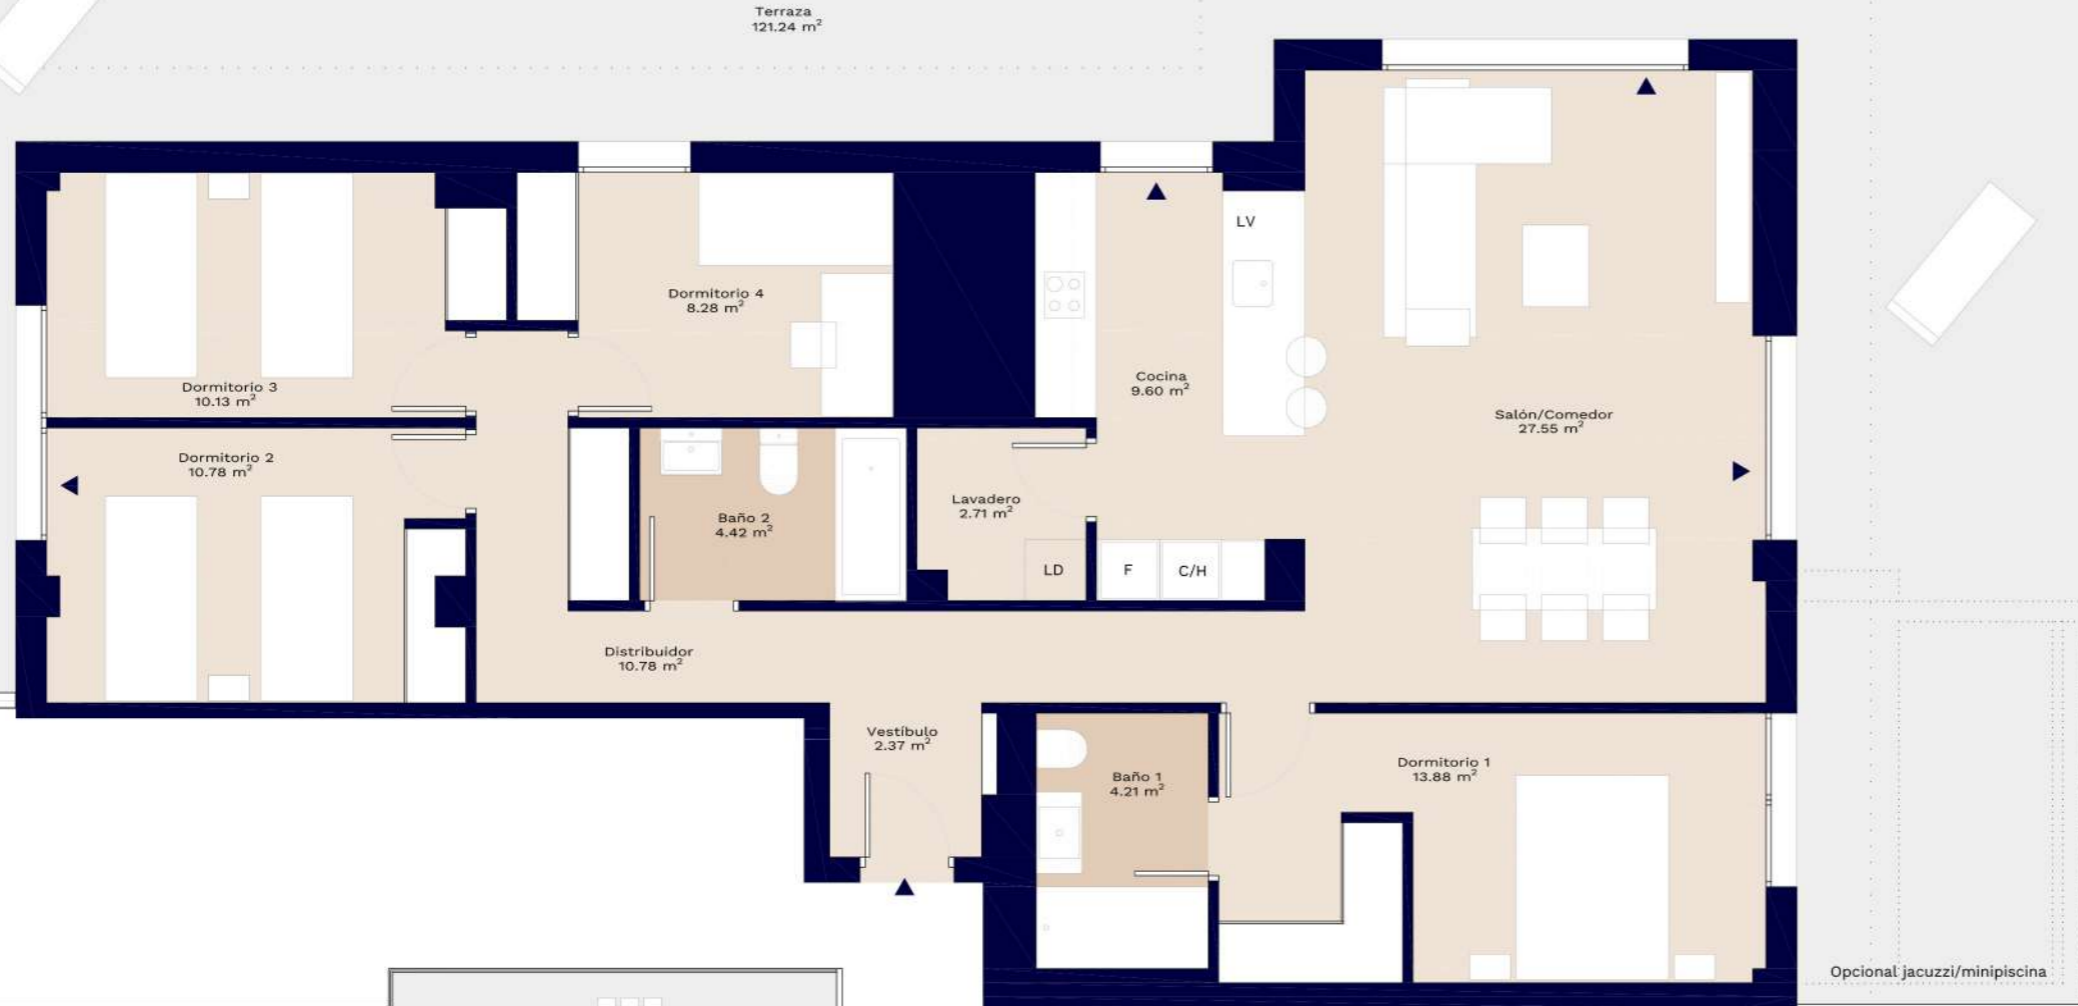 Terraza
121.24 m²
LV
Dormitorio 4
8.28 m²
Dormitorio 3
10.13 m²
Cocina
9.60 m²
Salón/Comedor
27.55 m²
Dormitorio 2
10.78 m²
Baño 2
4.42 m²
Lavadero
2.71 m²
LD
F
C/H
Distribuidor
10.78 m²
Vestíbulo
2.37 m²
Baño 1
4.21 m²
Dormitorio 1
13.88 m²
Opcional jacuzzi/minipiscina